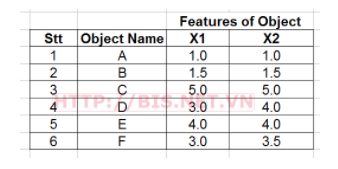 Features of Object
Stt Object Name X1 X2
1 A 1.0 1.0
2 B 1.5 1.5
3 C 5.0 5.0
4 D 3.0 4.0
5 E 4.0 4.0
6 F 3.0 3.5
HTTP://BIS.NET.VN